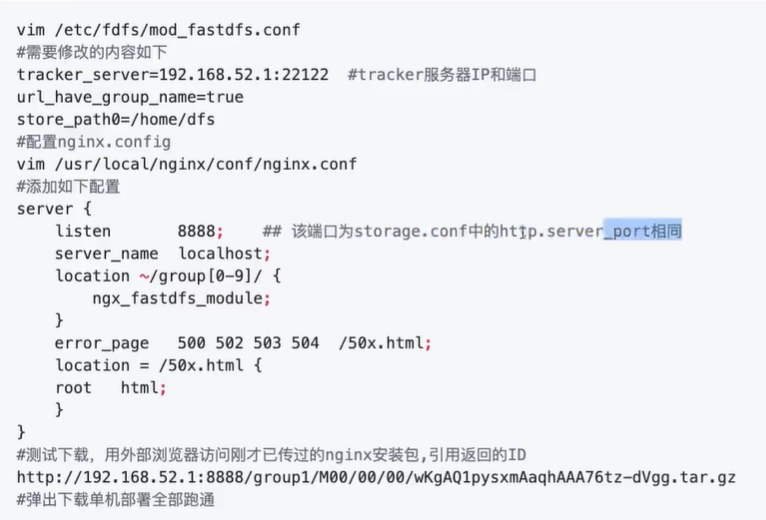 vim /etc/fdfs/mod_fastdfs.conf
#需要修改的内容如下
tracker_server=192.168.52.1:22122  #tracker服务器IP和端口
url_have_group_name=true
store_path0=/home/dfs
#配置nginx.config
vim /usr/local/nginx/conf/nginx.conf
#添加如下配置
server {
    listen       8888;    ## 该端口为storage.conf中的http.server_port相同
    server_name  localhost;
    location ~/group[0-9]/ {
        ngx_fastdfs_module;
    }
    error_page   500 502 503 504  /50x.html;
    location = /50x.html {
    root   html;
    }
}
#测试下载，用外部浏览器访问刚才已传过的nginx安装包,引用返回的ID
http://192.168.52.1:8888/group1/M00/00/00/wKgAQ1pysxmAaqhAAA76tz-dVgg.tar.gz
#弹出下载单机部署全部跑通